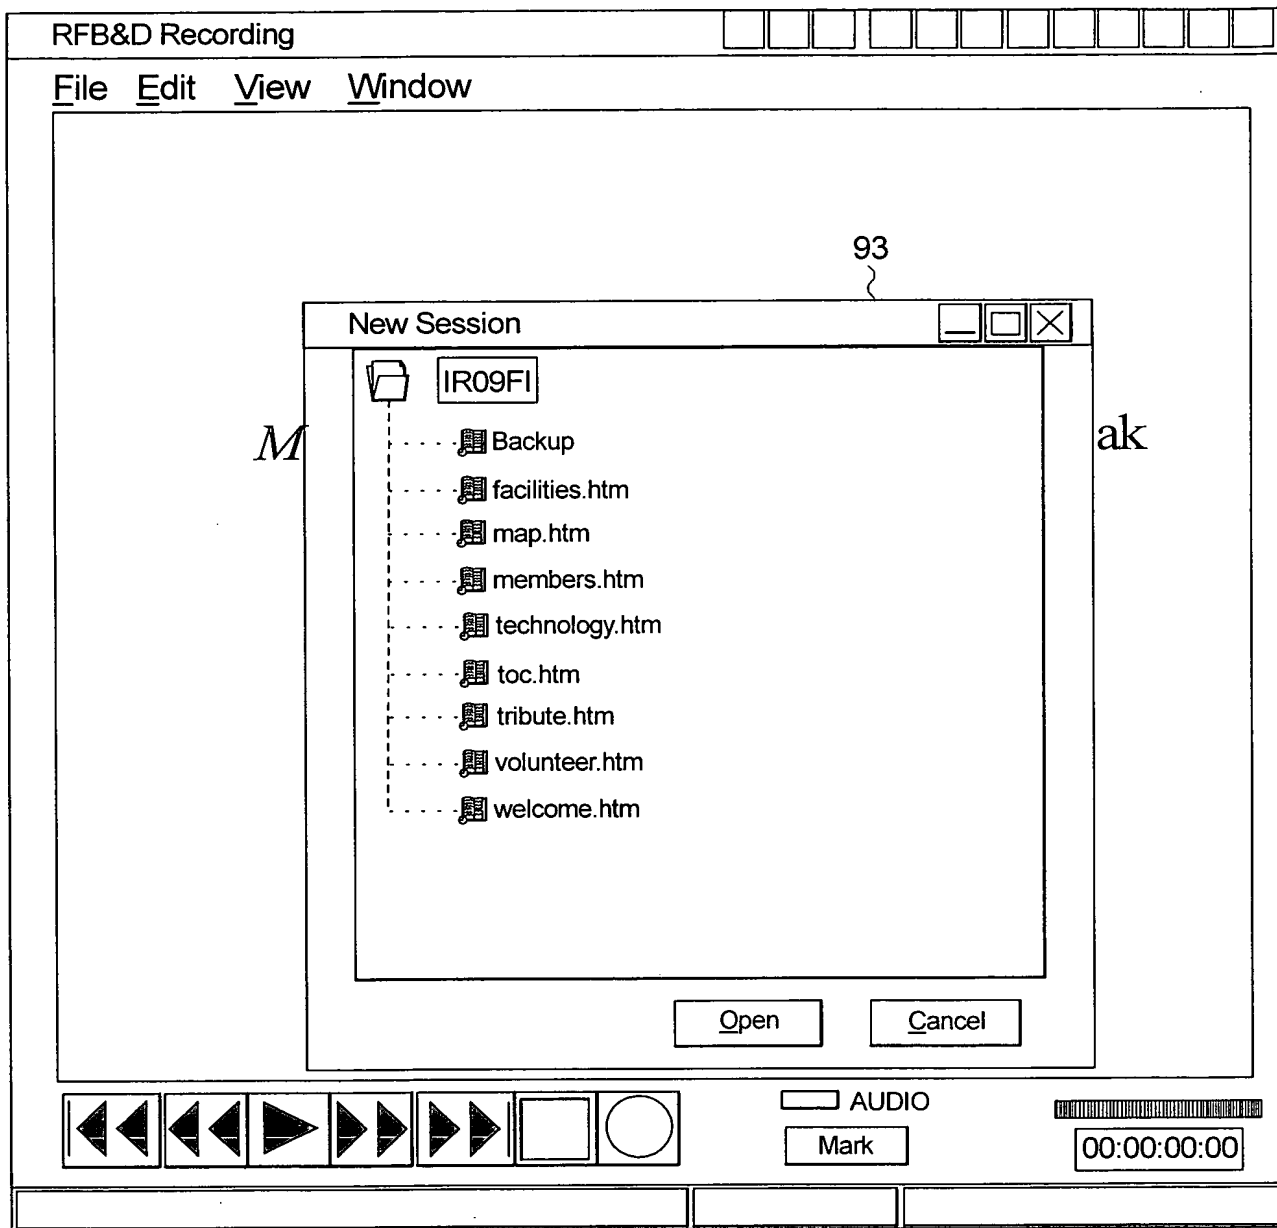 RFB&D Recording
File Edit View Window
93
New Session
IR09FI
M
ak
Backup
facilities.htm
map.htm
members.htm
technology.htm
toc.htm
tribute.htm
volunteer.htm
welcome.htm
Open Cancel
AUDIO
Mark
00:00:00:00